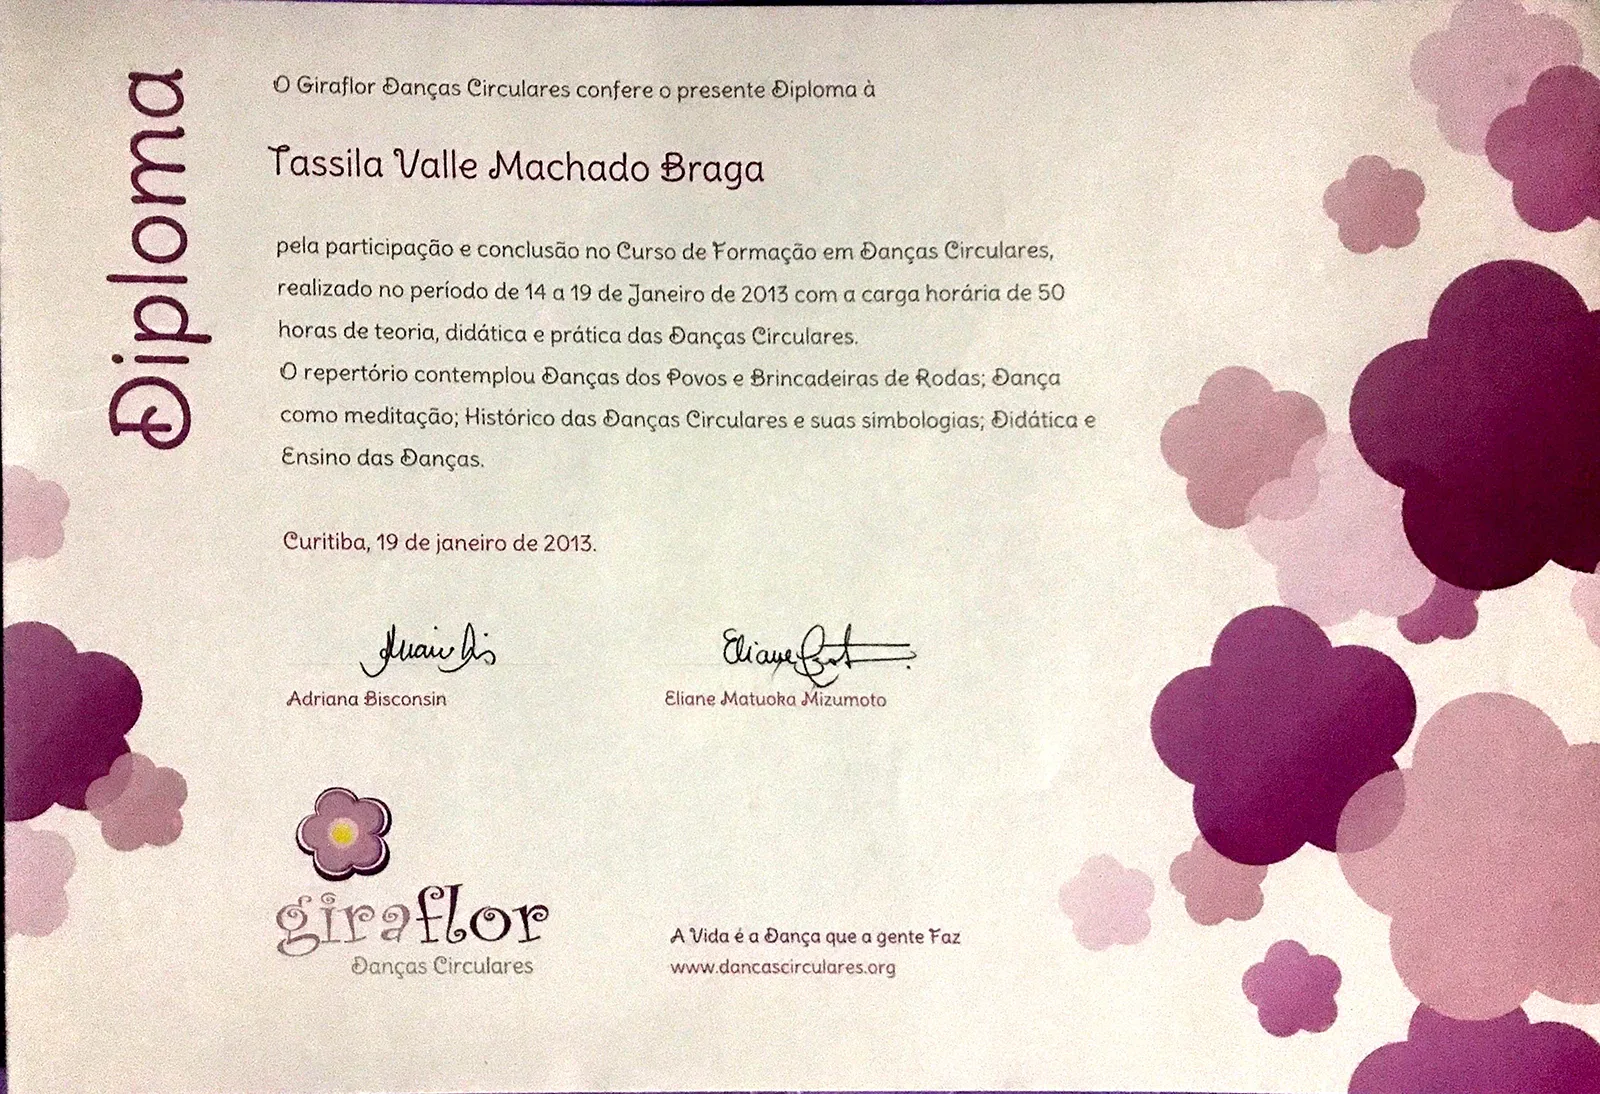 Diploma
O Giraflor Danças Circulares confere o presente Diploma à
Tassila Valle Machado Braga
pela participação e conclusão no Curso de Formação em Danças Circulares,
realizado no período de 14 a 19 de Janeiro de 2013 com a carga horária de 50
horas de teoria, didática e prática das Danças Circulares.
O repertório contemplou Danças dos Povos e Brincadeiras de Rodas; Dança
como meditação; Histórico das Danças Circulares e suas simbologias; Didática e
Ensino das Danças.
Curitiba, 19 de janeiro de 2013.
Eliane
Adriana Bisconsin
Eliane Matuoka Mizumoto
giraflor
Danças Circulares
A Vida é a Dança que a gente Faz
www.dancascirculares.org